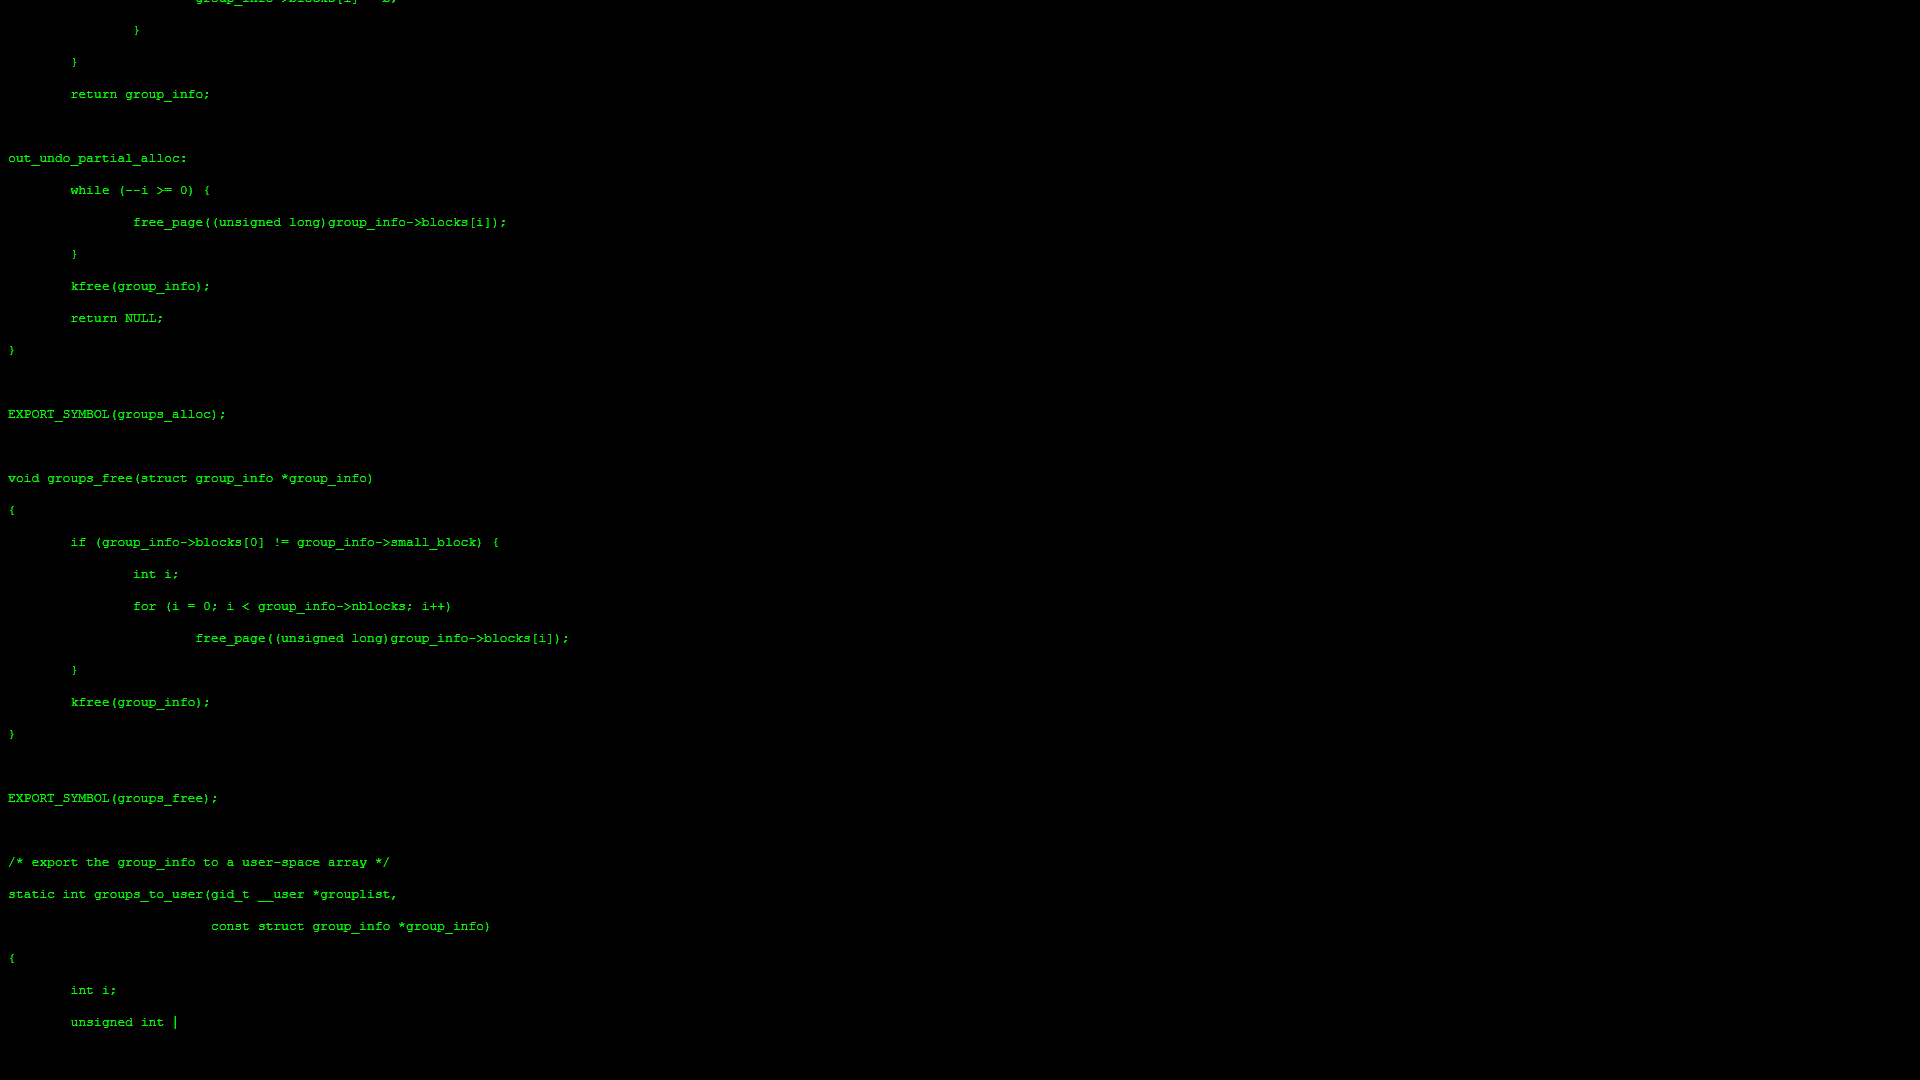 }
}
return group_info;
out_undo_partial_alloc:
while (--i >= 0) {
free_page((unsigned long)group_info->blocks[i]);
}
kfree(group_info);
return NULL;
}
EXPORT_SYMBOL(groups_alloc);
void groups_free(struct group_info *group_info)
{
if (group_info->blocks[0] != group_info->small_block) {
int i;
for (i = 0; i < group_info->nblocks; i++)
free_page((unsigned long)group_info->blocks[i]);
}
kfree(group_info);
}
EXPORT_SYMBOL(groups_free);
/* export the group_info to a user-space array */
static int groups_to_user(gid_t __user *grouplist,
const struct group_info *group_info)
{
int i;
unsigned int |